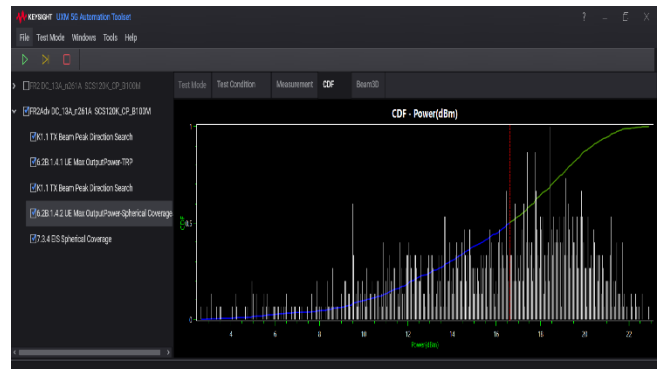 KEYSIGHT UXM 5G Automation Toolset
File Test Mode Windows Tools Help
FR2 DC_13A_n261A SCS120K_CP_B100M
Test Mode Test Condition Measurement CDF Beam3D
FR2Adv DC_13A_n261A SCS120K_CP_B100M
CDF - Power(dBm)
K1.1 TX Beam Peak Direction Search
6.2B.1.4.1 UE Max OutputPower-TRP
K1.1 TX Beam Peak Direction Search
6.2B.1.4.2 UE Max OutputPower-Spherical Coverage
7.3.4 EIS Spherical Coverage
1
0.5
0
CDF
4 6 8 10 12 14 16 18 20 22
Power(dBm)